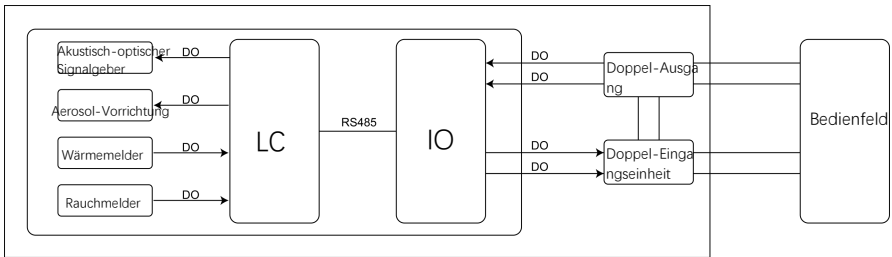 Akustisch-optischer
Signalgeber
DO
Aerosol-Vorrichtung
DO
Wärmemelder
DO
Rauchmelder
DO
LC
RS485
IO
DO
DO
DO
DO
Doppel-Ausga
ng
Doppel-Einga
ngseinheit
Bedienfeld